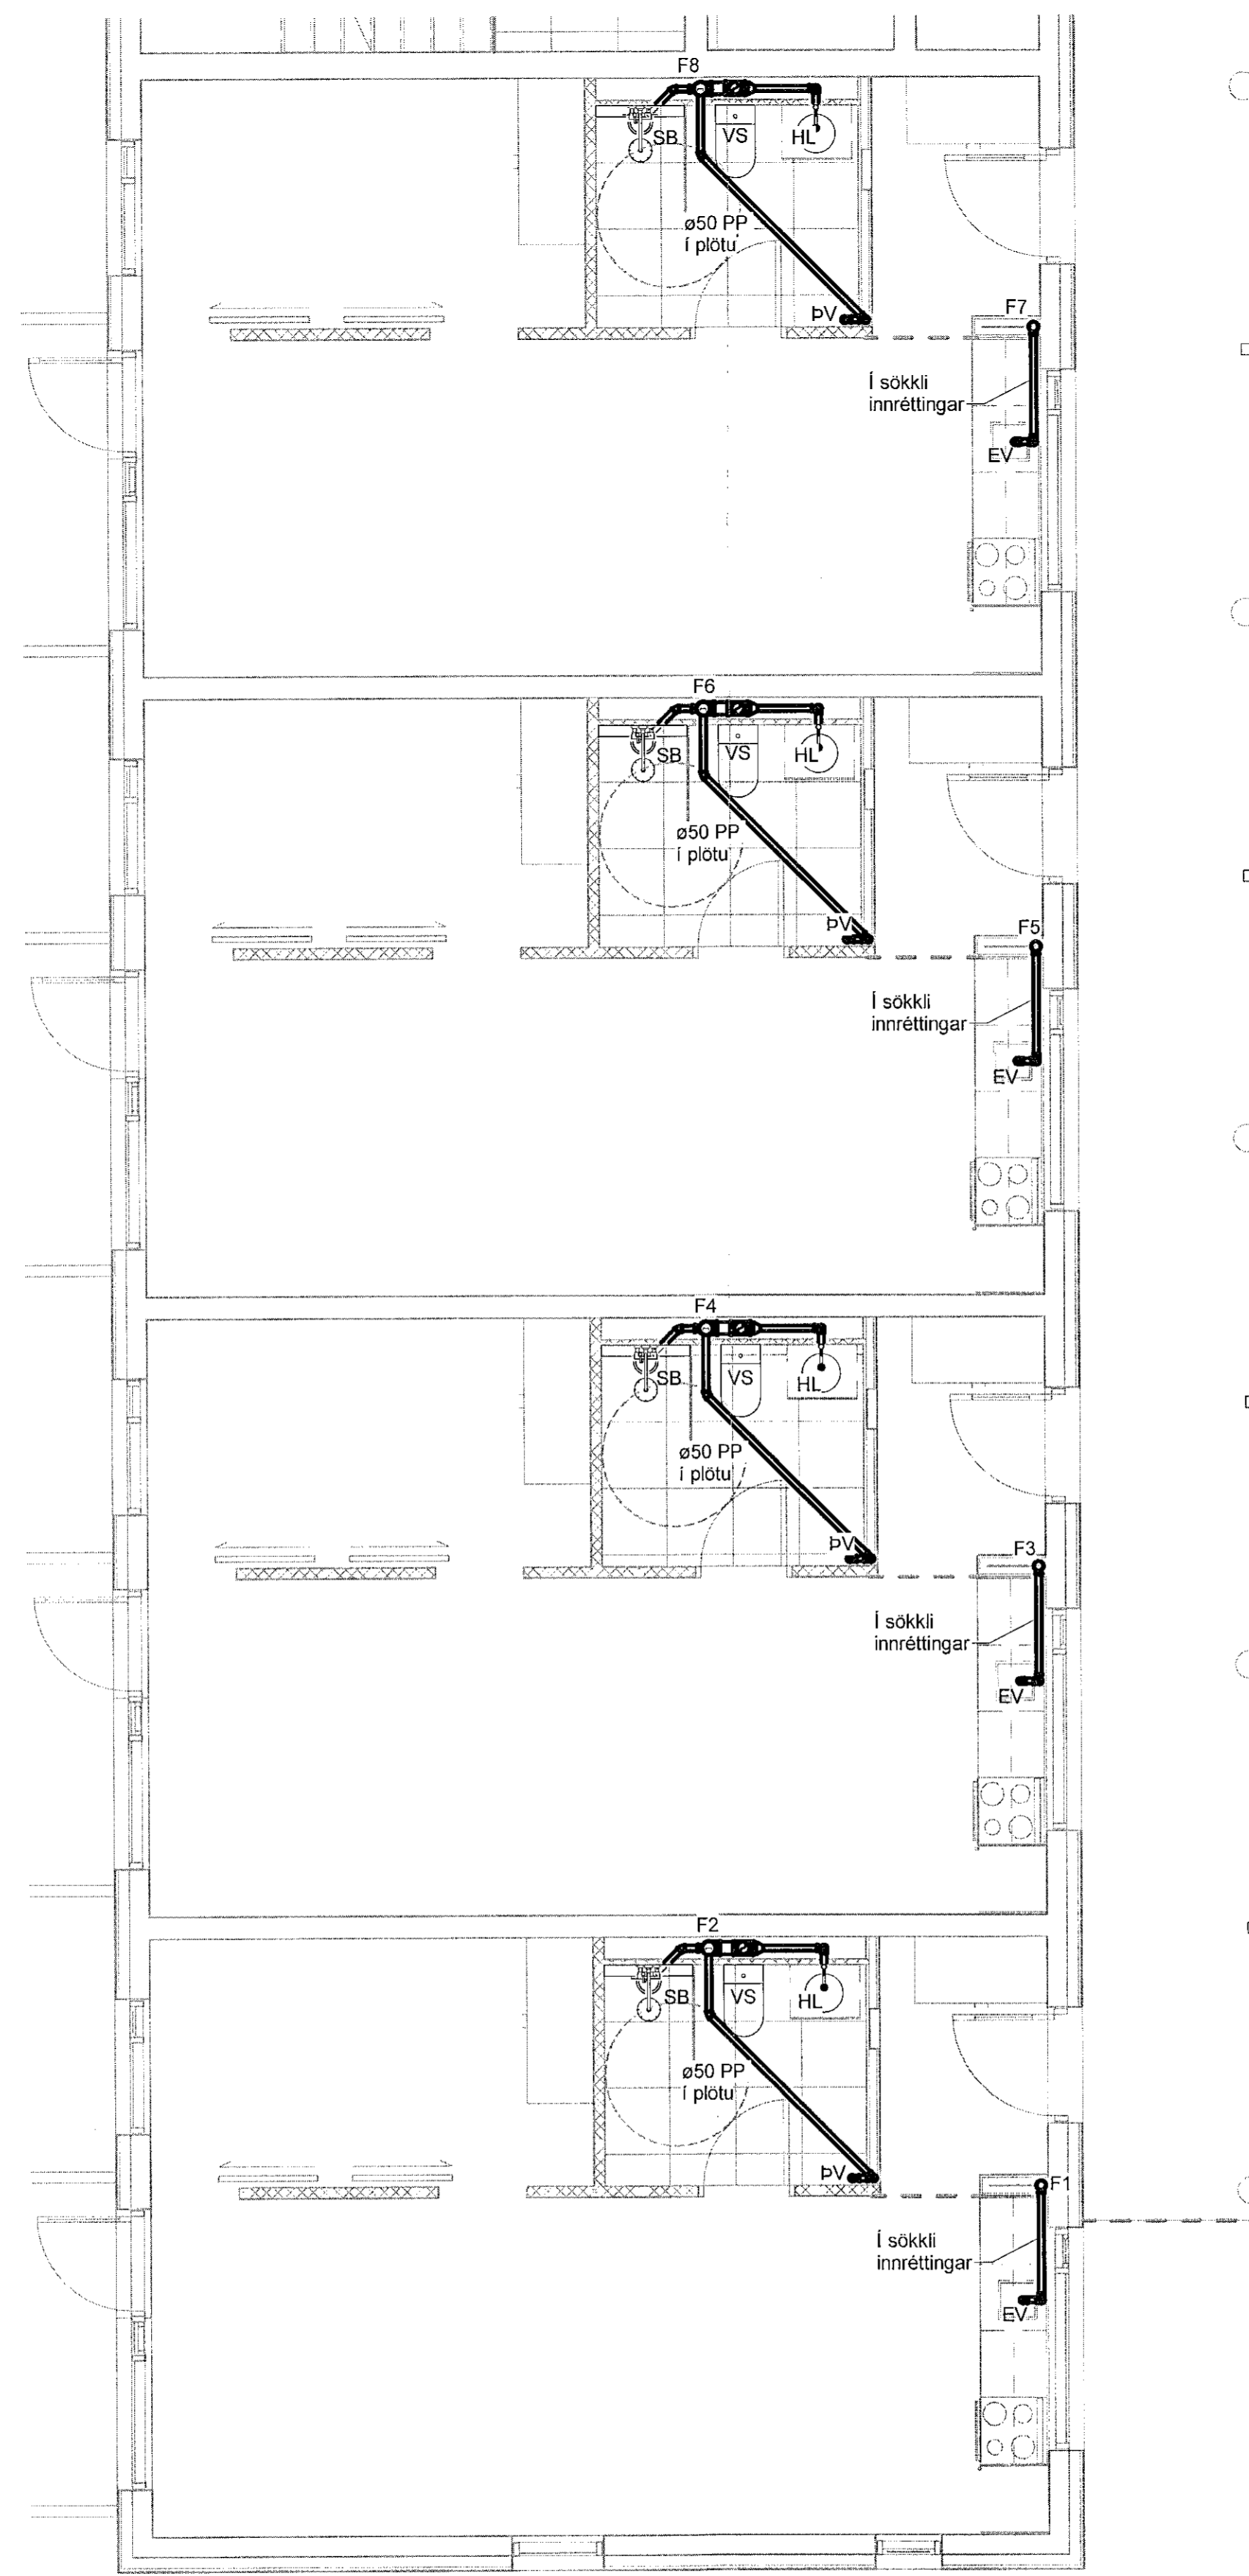 F8
SB
VS
HL
ø50 PP
í plötu
ÞV
F7
Í sökkli
innréttingar
EV
F6
SB
VS
HL
ø50 PP
í plötu
ÞV
F5
Í sökkli
innréttingar
EV
F4
SB
VS
HL
ø50 PP
í plötu
ÞV
F3
Í sökkli
innréttingar
EV
F2
SB
VS
HL
ø50 PP
í plötu
ÞV
F1
Í sökkli
innréttingar
EV